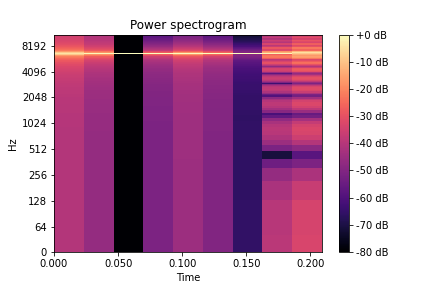 Power spectrogram
8192
4096
2048
1024
512
256
128
64
0
Hz
0.000 0.050 0.100 0.150 0.200
Time
+0 dB
-10 dB
-20 dB
-30 dB
-40 dB
-50 dB
-60 dB
-70 dB
-80 dB